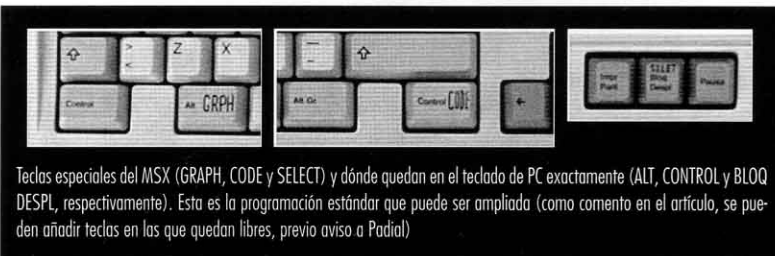 >
<
Z
X
Control
Alt GRPH
—
-
Alt Gr
Control CODE
Impr
Pant
SELET
Bloq
Despl
Pausa
Teclas especiales del MSX (GRAPH, CODE y SELECT) y dónde quedan en el teclado de PC exactamente (ALT, CONTROL y BLOQ
DESPL, respectivamente). Esta es la programación estándar que puede ser ampliada (como comento en el artículo, se pue-
den añadir teclas en las que quedan libres, previo aviso a Padial)